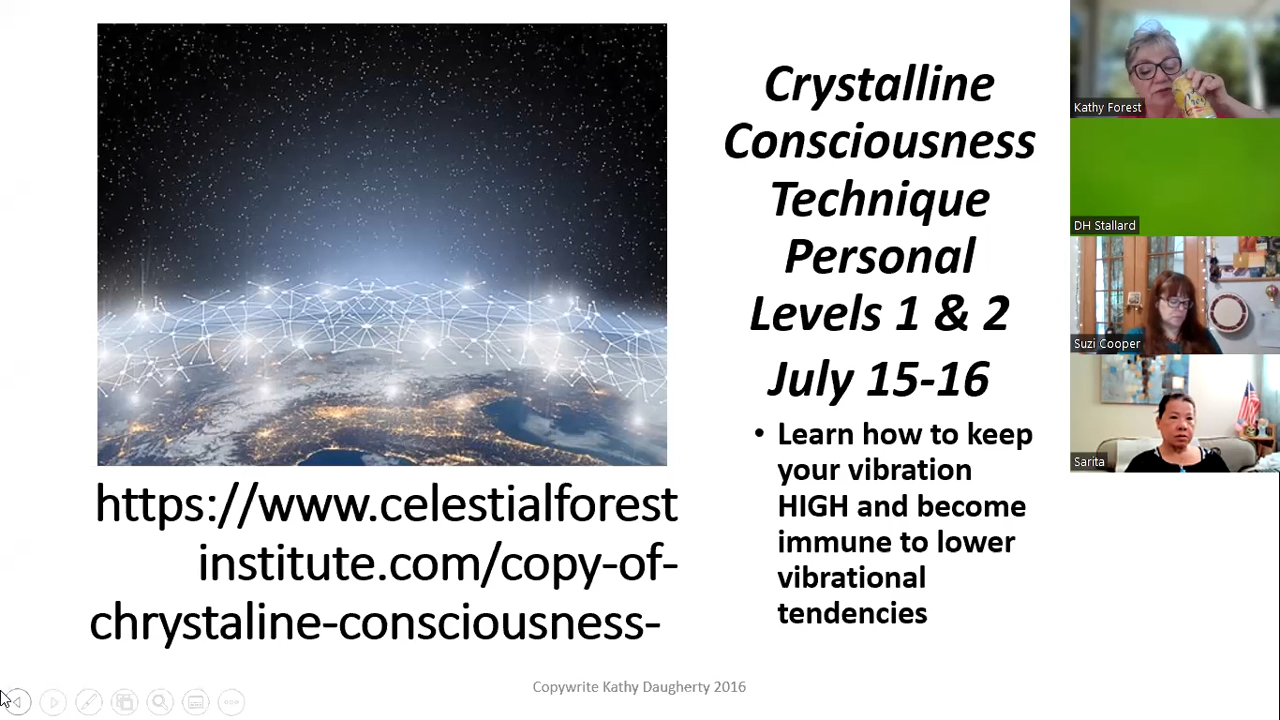 Crystalline
Consciousness
Technique
Personal
Levels 1 & 2
July 15-16
• Learn how to keep
your vibration
HIGH and become
immune to lower
vibrational
tendencies
https://www.celestialforest
institute.com/copy-of-
chrystaline-consciousness-
Copywrite Kathy Daugherty 2016
Kathy Forest
DH Stallard
Suzi Cooper
Sarita